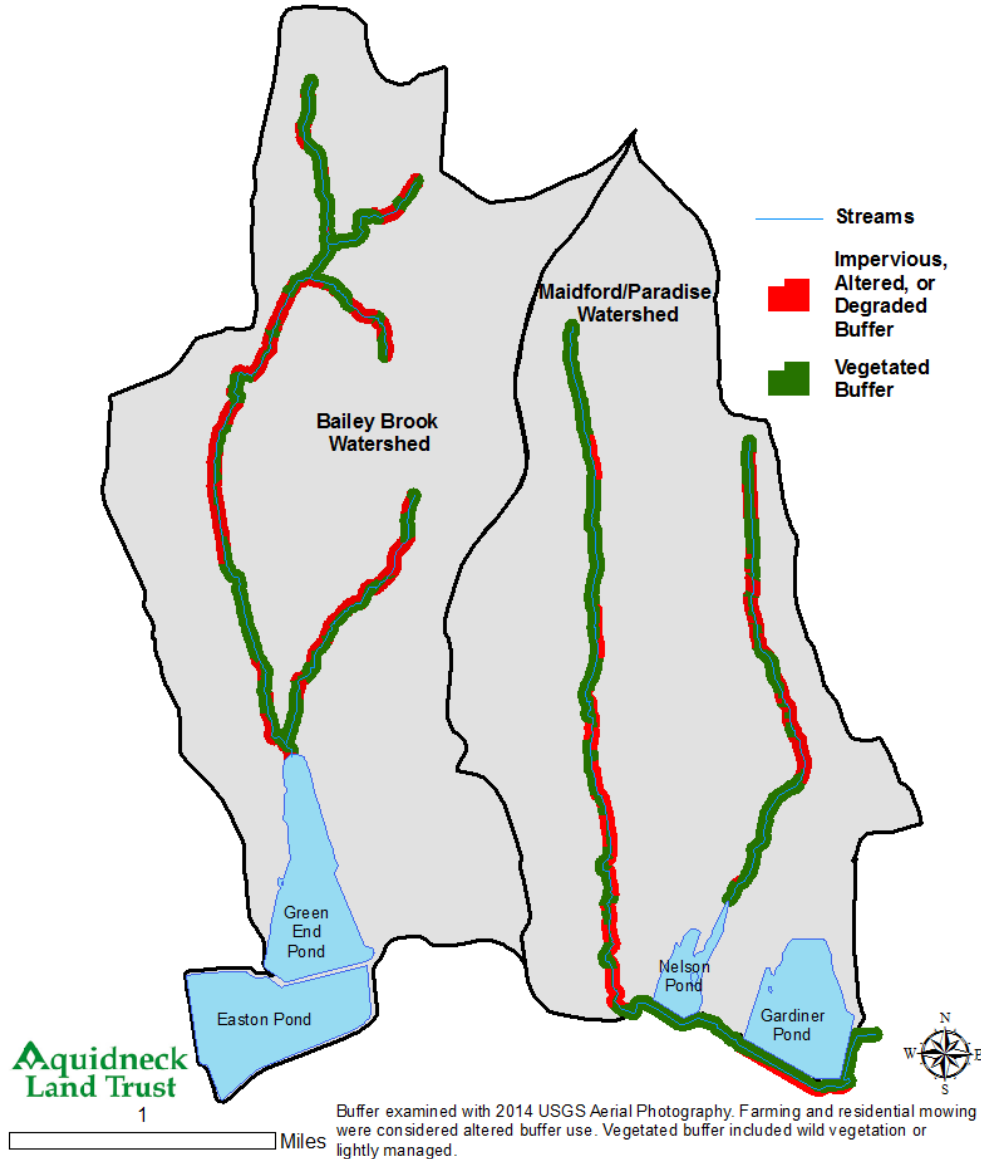 Streams
Impervious,
Altered, or
Degraded
Buffer
Vegetated
Buffer
Maidford/Paradise
Watershed
Bailey Brook
Watershed
Green
End
Pond
Easton Pond
Nelson
Pond
Gardiner
Pond
N
W
E
S
Aquidneck
Land Trust
1
Miles
Buffer examined with 2014 USGS Aerial Photography. Farming and residential mowing
were considered altered buffer use. Vegetated buffer included wild vegetation or
lightly managed.